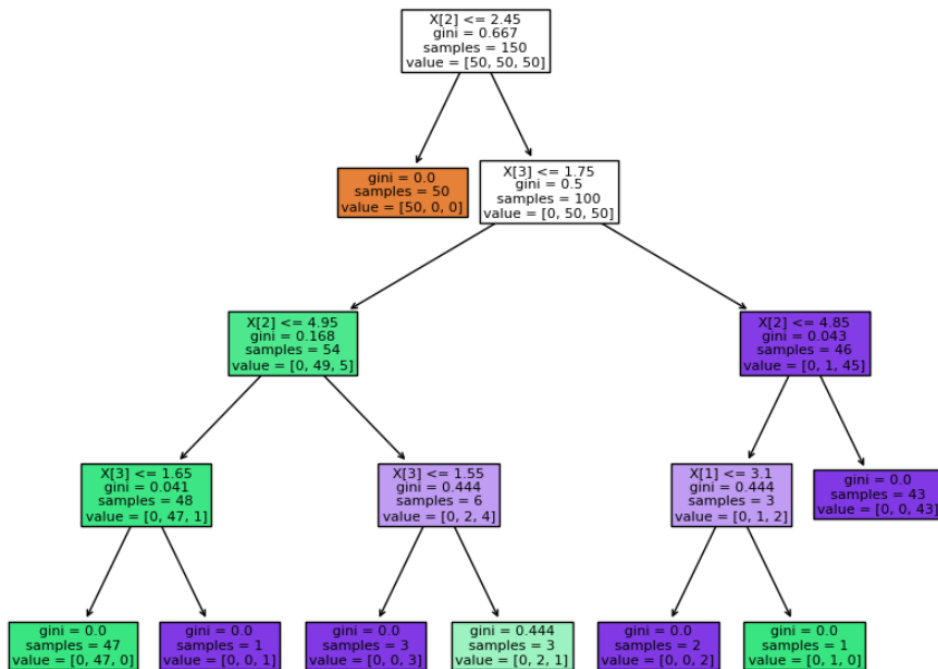 X[2] <= 2.45
gini = 0.667
samples = 150
value = [50, 50, 50]
gini = 0.0
samples = 50
value = [50, 0, 0]
X[3] <= 1.75
gini = 0.5
samples = 100
value = [0, 50, 50]
X[2] <= 4.95
gini = 0.168
samples = 54
value = [0, 49, 5]
X[2] <= 4.85
gini = 0.043
samples = 46
value = [0, 1, 45]
X[3] <= 1.65
gini = 0.041
samples = 48
value = [0, 47, 1]
X[3] <= 1.55
gini = 0.444
samples = 6
value = [0, 2, 4]
X[1] <= 3.1
gini = 0.444
samples = 3
value = [0, 1, 2]
gini = 0.0
samples = 43
value = [0, 0, 43]
gini = 0.0
samples = 47
value = [0, 47, 0]
gini = 0.0
samples = 1
value = [0, 0, 1]
gini = 0.0
samples = 3
value = [0, 0, 3]
gini = 0.444
samples = 3
value = [0, 2, 1]
gini = 0.0
samples = 2
value = [0, 0, 2]
gini = 0.0
samples = 1
value = [0, 1, 0]